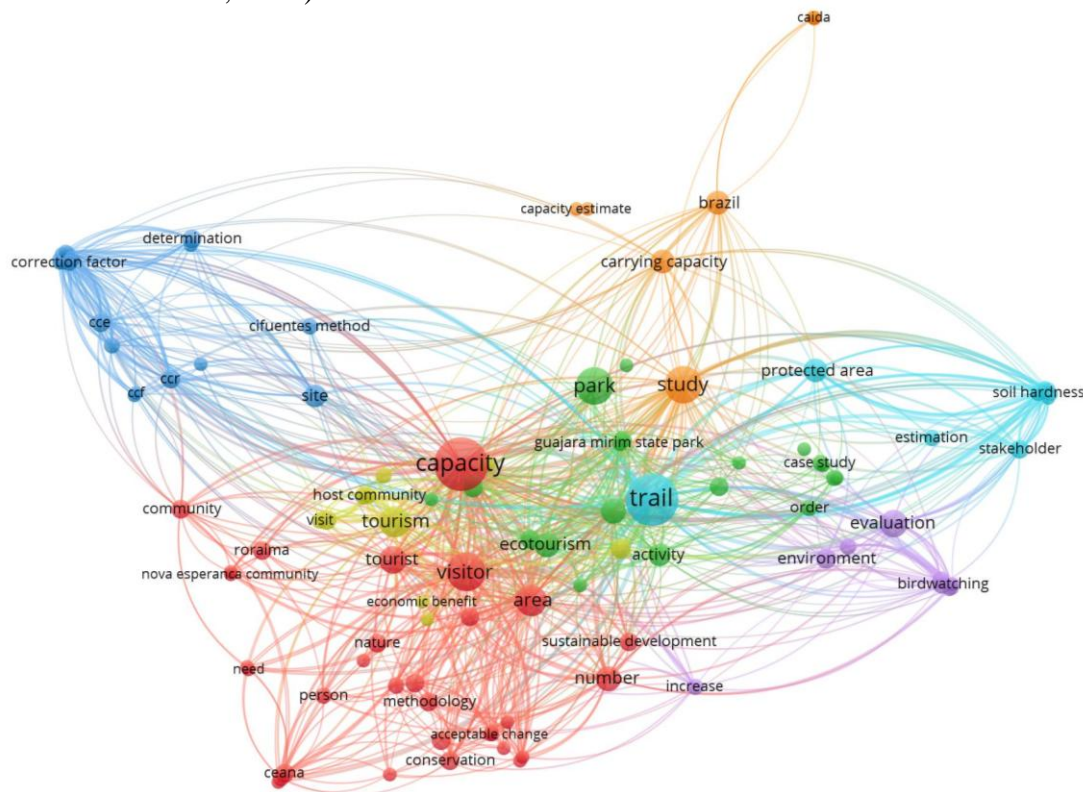 caida
capacity estimate
brazil
determination
correction factor
carrying capacity
cce
cifuentes method
ccr
ccf
site
park
study
protected area
soil hardness
guajara mirim state park
estimation
stakeholder
capacity
case study
host community
trail
community
visit
tourism
order
evaluation
ecotourism
activity
roraima
tourist
visitor
environment
nova esperanca community
birdwatching
economic benefit
area
nature
sustainable development
need
number
person
methodology
increase
acceptable change
conservation
ceana